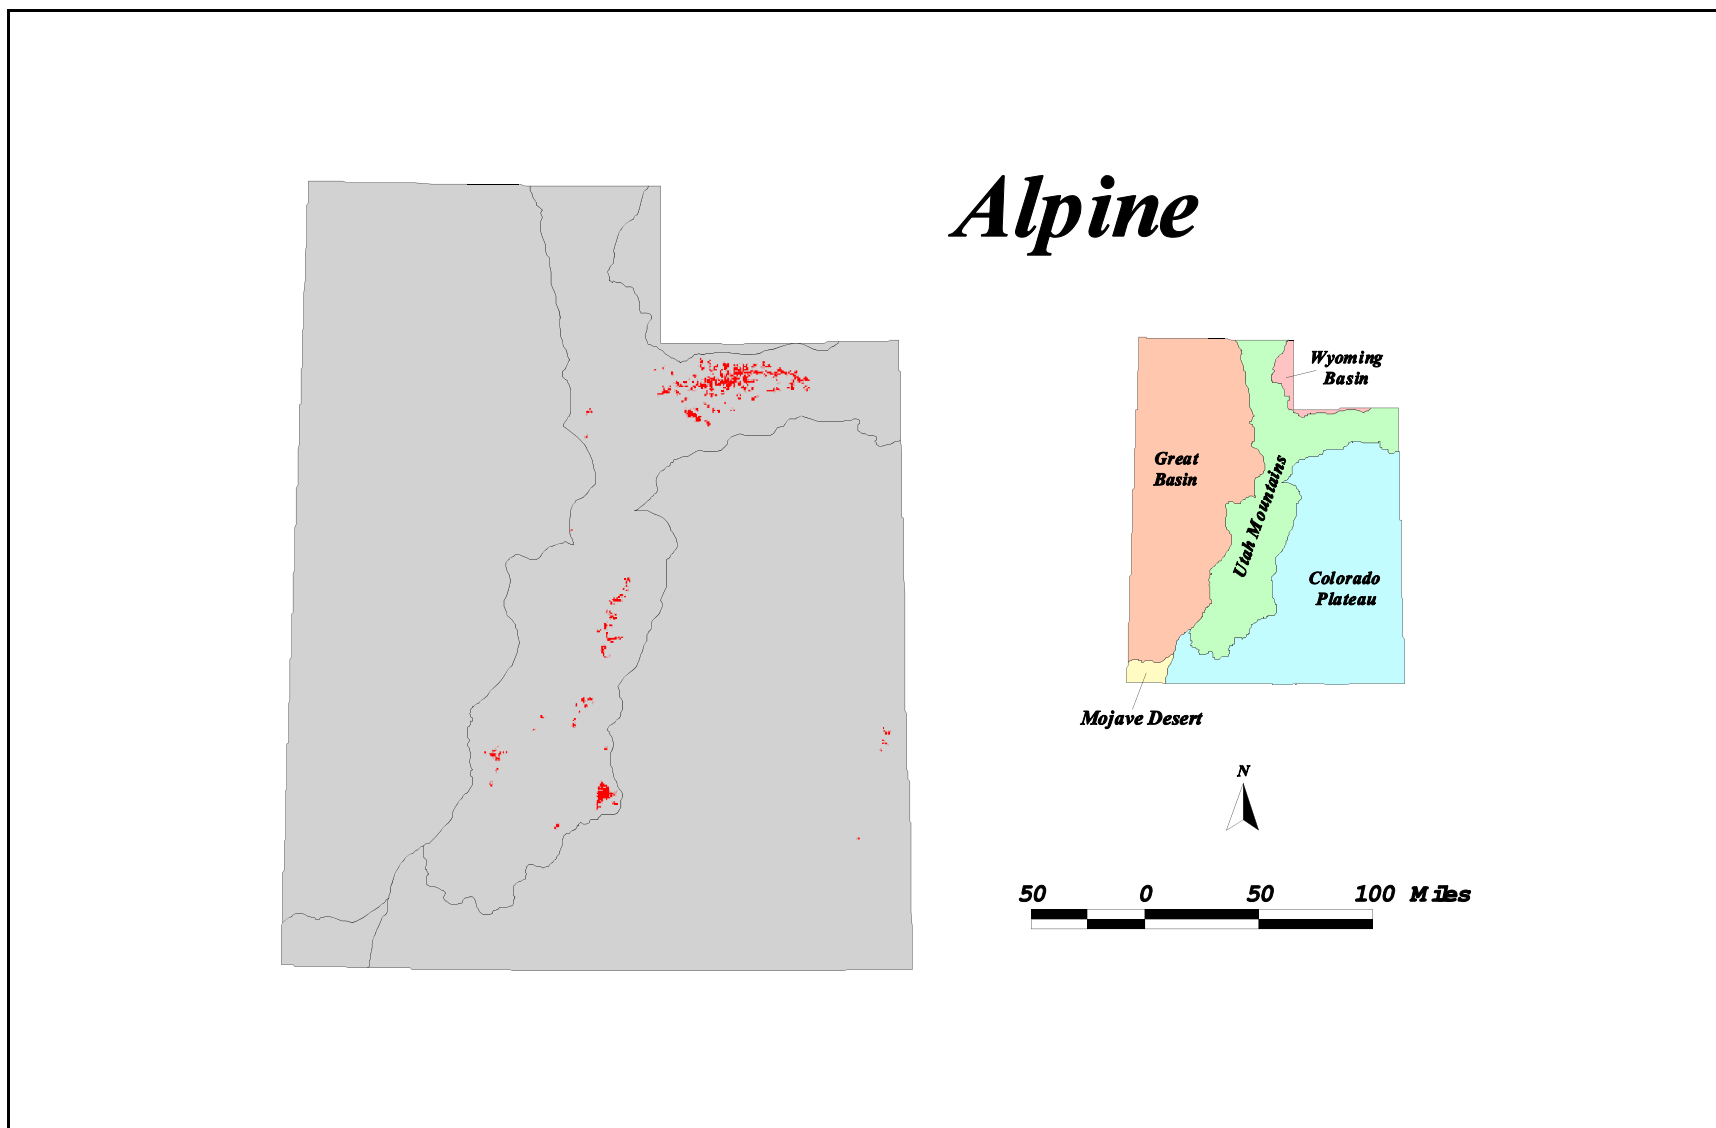 Alpine
Wyoming
Basin
Great
Basin
Utah Mountains
Colorado
Plateau
Mojave Desert
N
50 0 50 100 Miles